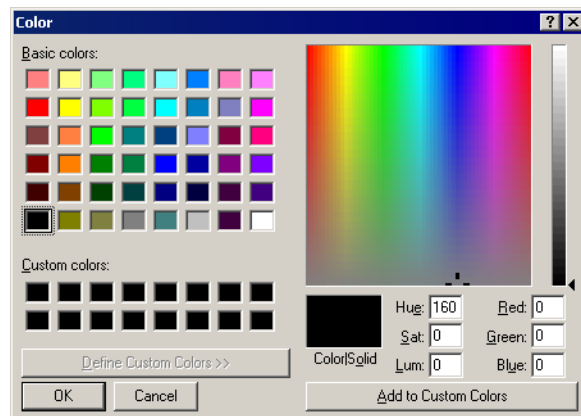 Color
Basic colors:
Custom colors:
Define Custom Colors >>
OK Cancel
Color|Solid
Hue: 160 Red: 0
Sat: 0 Green: 0
Lum: 0 Blue: 0
Add to Custom Colors